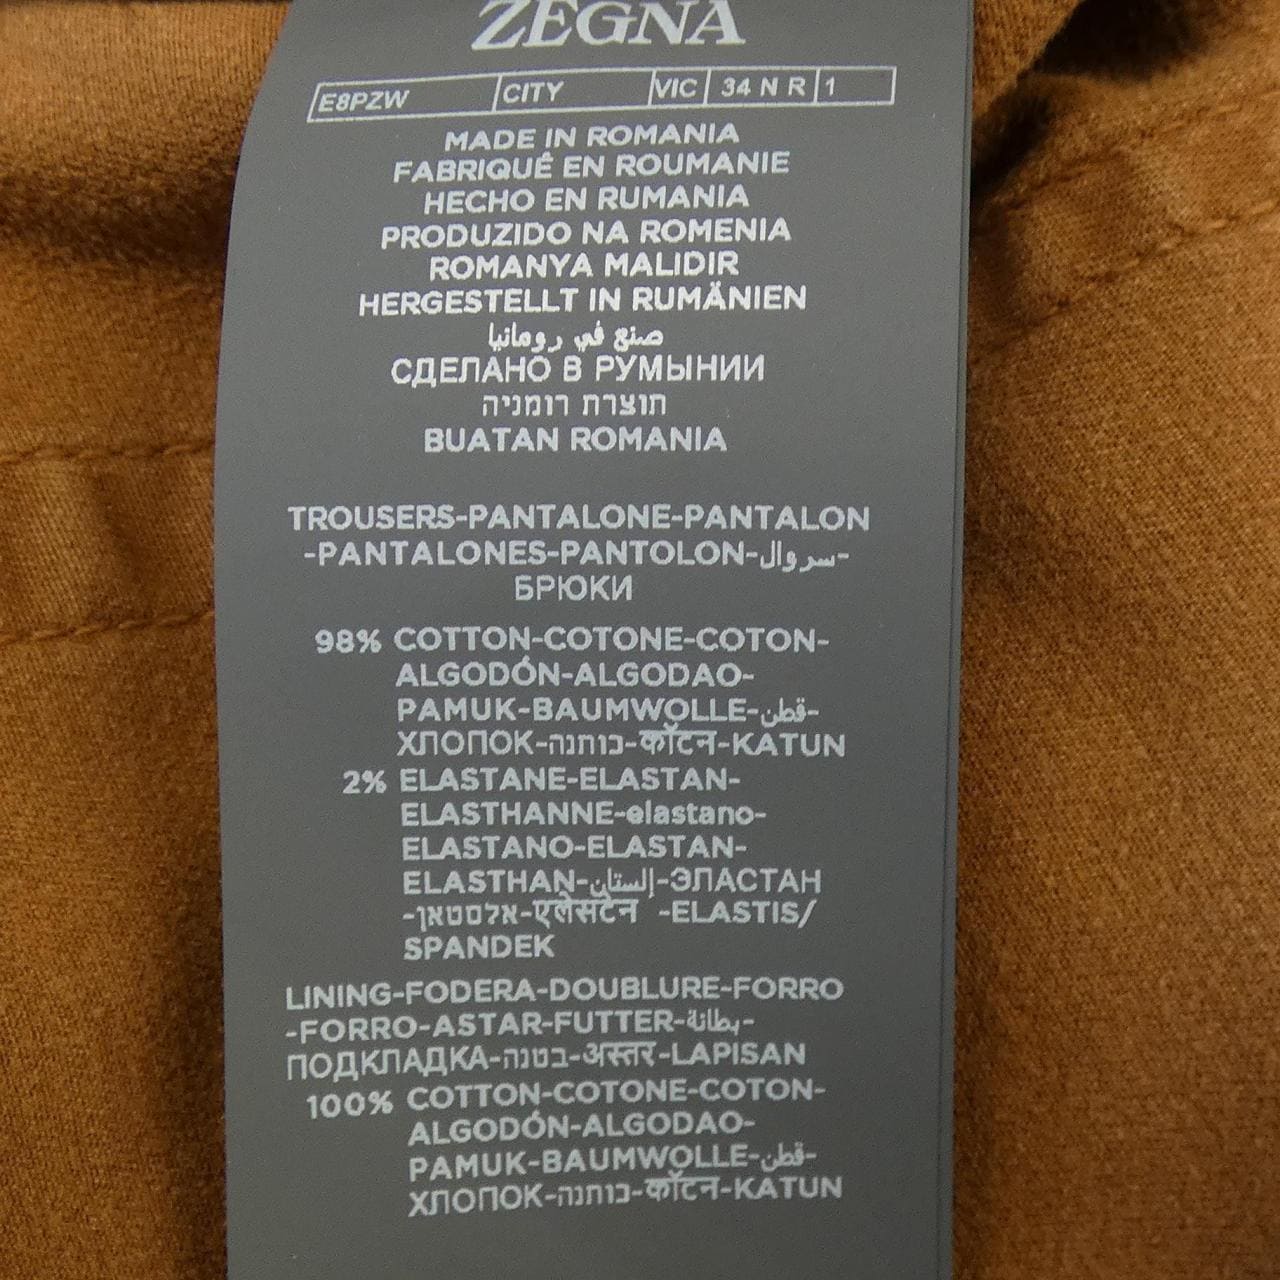 ZEGNA
E8PZW CITY VIC 34 N R 1
MADE IN ROMANIA
FABRIQUÊ EN ROUMANIE
HECHO EN RUMANIA
PRODUZIDO NA ROMENIA
ROMANYA MALIDIR
HERGESTELLT IN RUMÄNIEN
صنع في رومانيا
СДЕЛАНО В РУМЫНИИ
תוצרת רומניה
BUATAN ROMANIA
TROUSERS-PANTALONE-PANTALON
-PANTALONES-PANTOLON-سروال-
БРЮКИ
98% COTTON-COTONE-COTON-
ALGODÓN-ALGODAO-
PAMUK-BAUMWOLLE-قطن-
ХЛОПОК-כותנה-कॉटन-KATUN
2% ELASTANE-ELASTAN-
ELASTHANNE-elastano-
ELASTANO-ELASTAN-
ELASTHAN-إلستان-ЭЛАСТАН
-אלסטאן-एलेसटेन -ELASTIS/
SPANDEK
LINING-FODERA-DOUBLURE-FORRO
-FORRO-ASTAR-FUTTER-بطانة-
ПОДКЛАДКА-בטנה-अस्तर-LAPISAN
100% COTTON-COTONE-COTON-
ALGODÓN-ALGODAO-
PAMUK-BAUMWOLLE-قطن-
ХЛОПОК-כותנה-कॉटन-KATUN